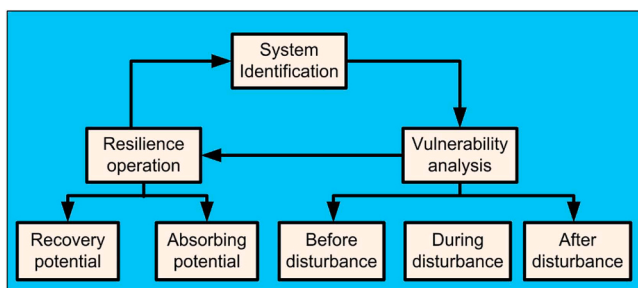 System
Identification
Resilience
operation
Vulnerability
analysis
Recovery
potential
Absorbing
potential
Before
disturbance
During
disturbance
After
disturbance